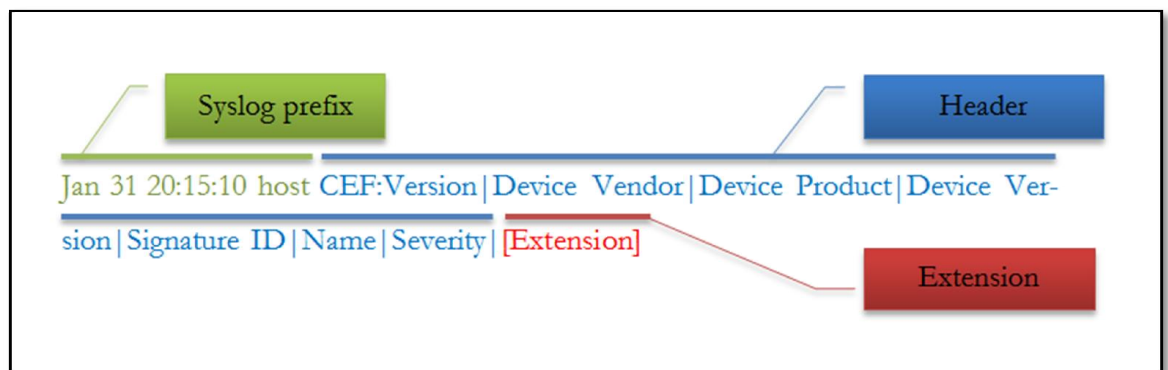 Syslog prefix
Header
Jan 31 20:15:10 host CEF:Version|Device Vendor|Device Product|Device Ver-
sion|Signature ID|Name|Severity|[Extension]
Extension